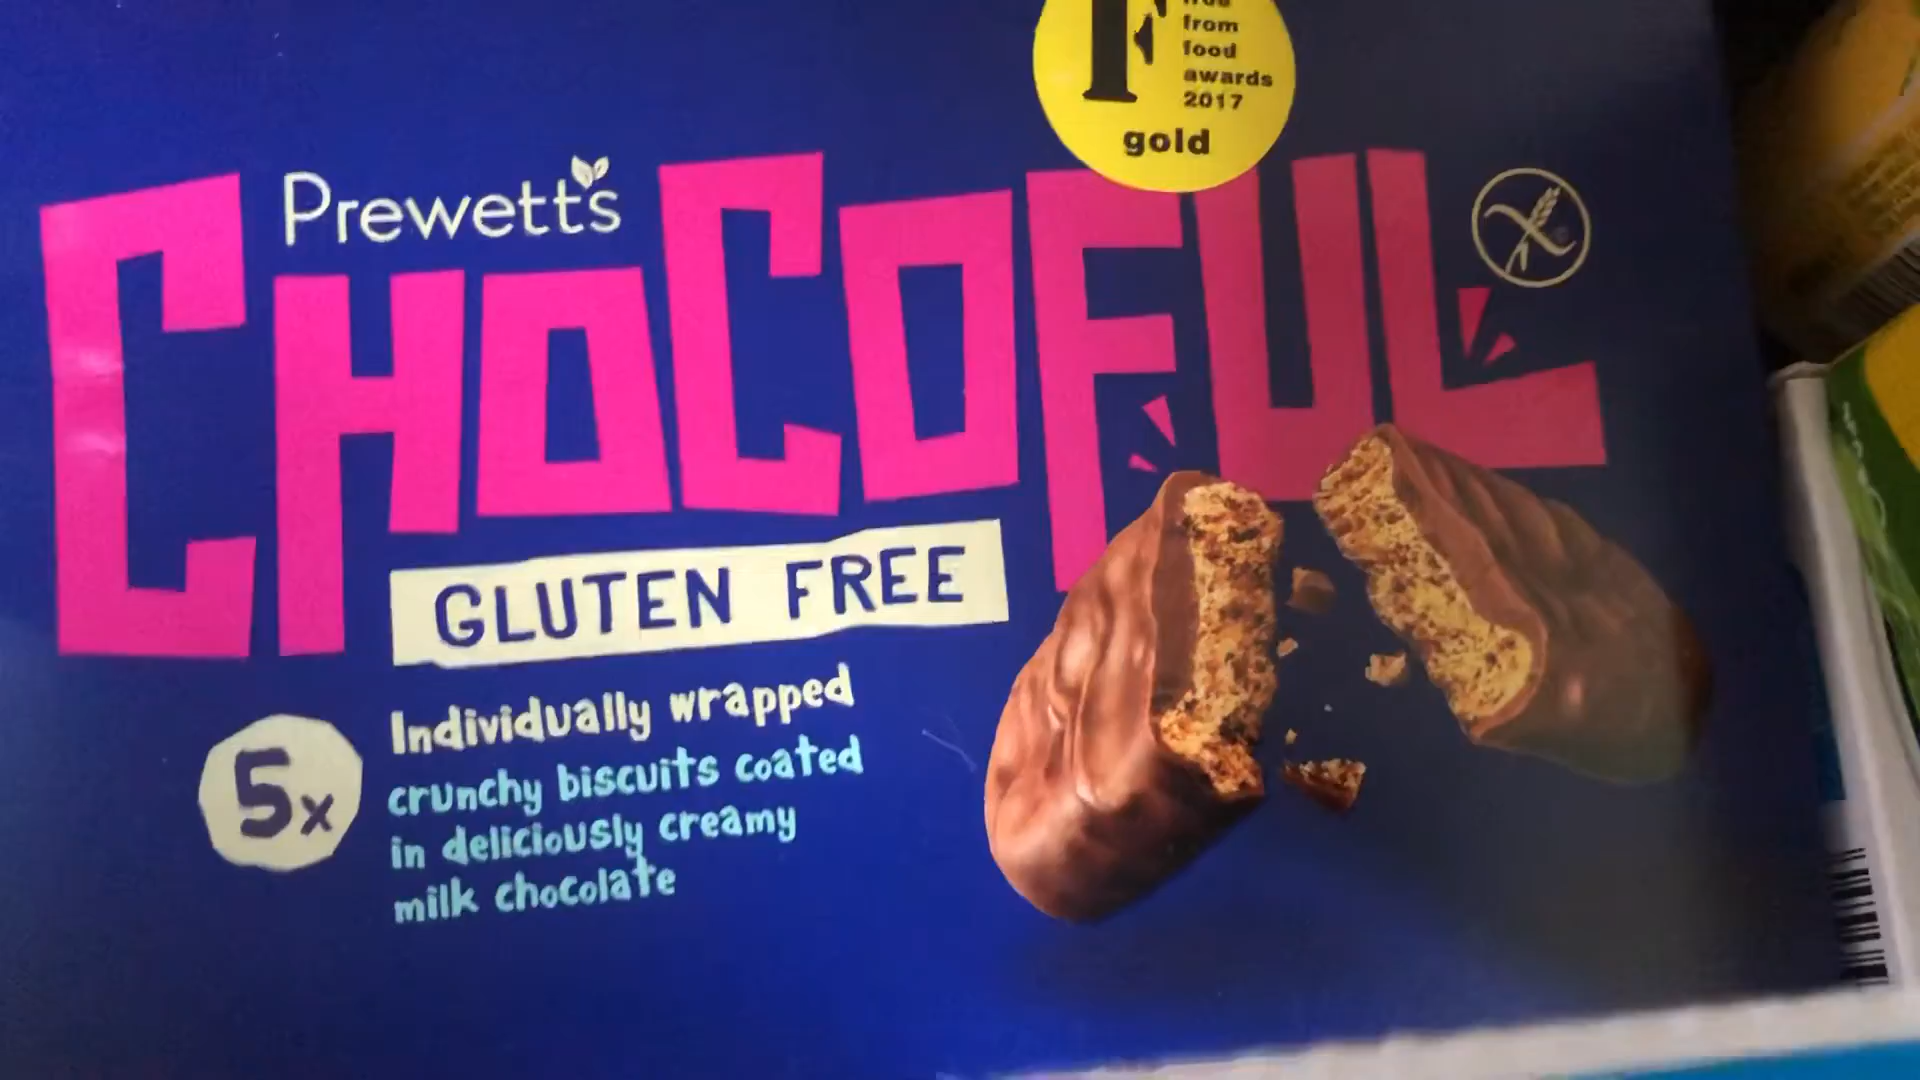 free
from
food
awards
2017
gold
F
Prewett's
CHOCOFUL
GLUTEN FREE
5x
Individually wrapped
crunchy biscuits coated
in deliciously creamy
milk chocolate